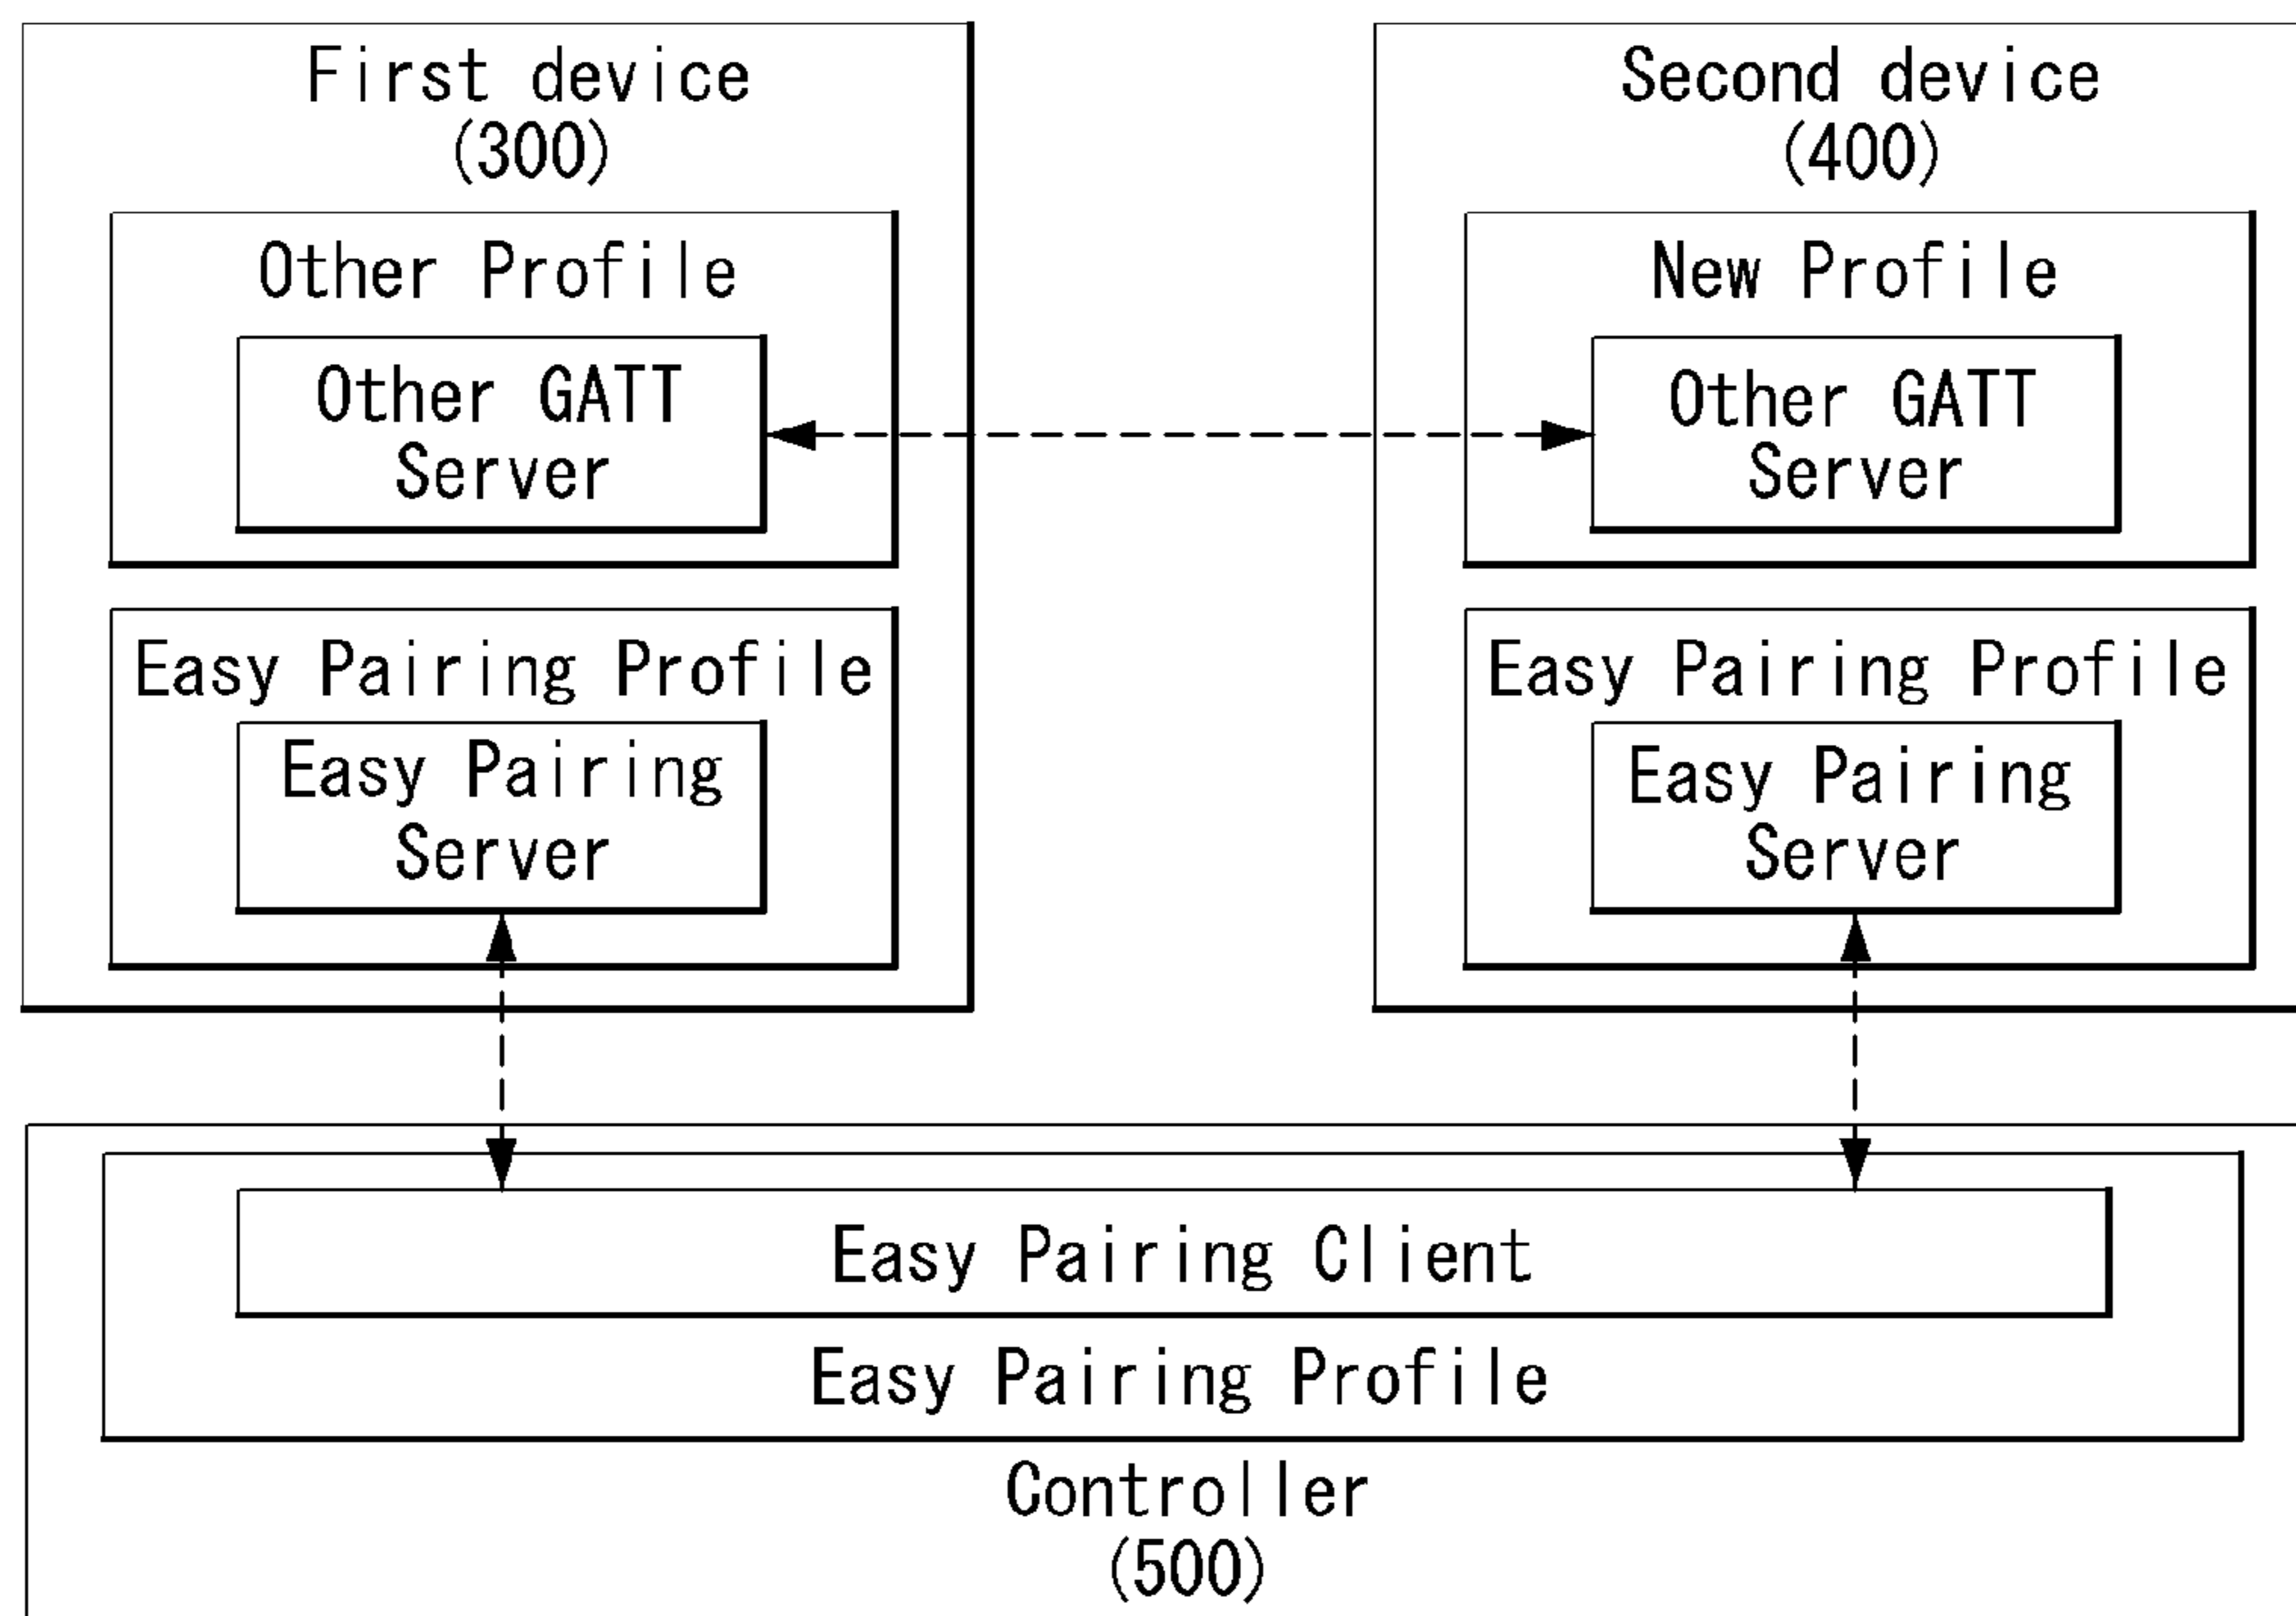 First device
(300)
Other Profile
Other GATT
Server
Easy Pairing Profile
Easy Pairing
Server
Second device
(400)
New Profile
Other GATT
Server
Easy Pairing Profile
Easy Pairing
Server
Easy Pairing Client
Easy Pairing Profile
Controller
(500)